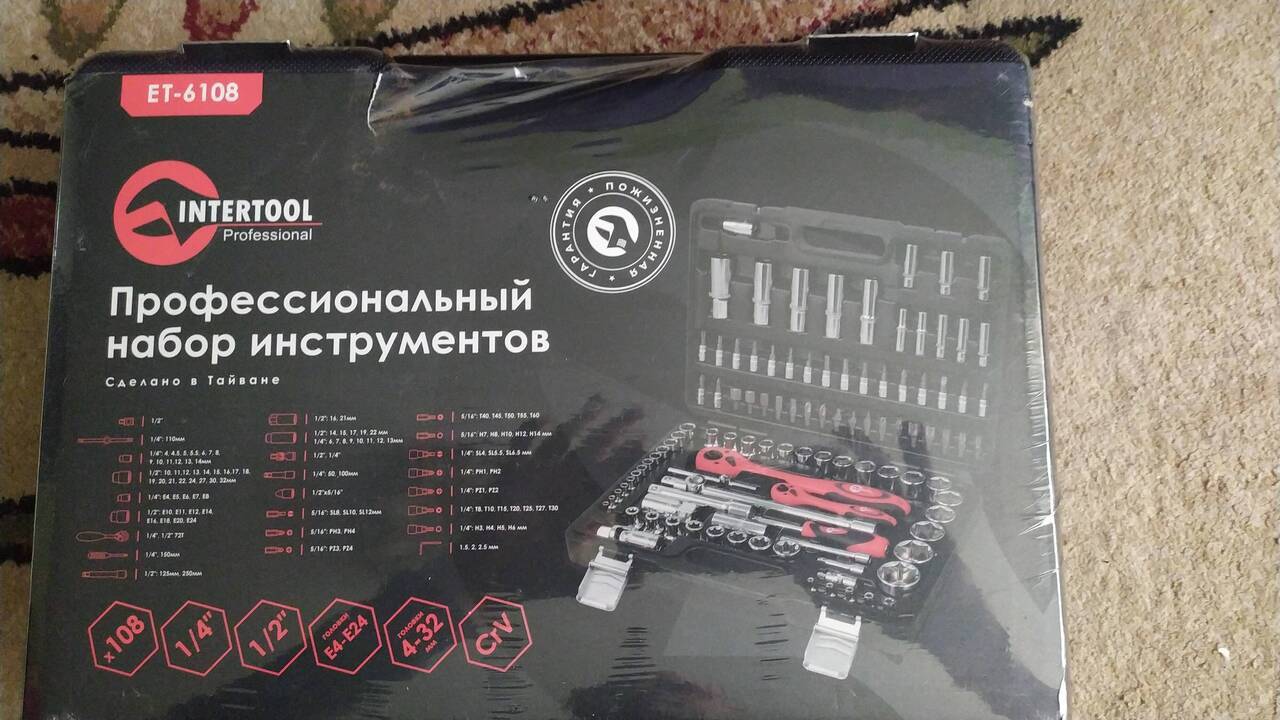 ET-6108
INTERTOOL
Professional
ГАРАНТИЯ ★ ПОЖИЗНЕННАЯ ★
Профессиональный
набор инструментов
Сделано в Тайване
1/2"
1/4": 110мм
1/4": 4, 4.5, 5, 5.5, 6, 7, 8,
9, 10, 11, 12, 13, 14мм
1/2": 10, 11, 12, 13, 14, 15, 16, 17, 18,
19, 20, 21, 22, 24, 27, 30, 32мм
1/4": E4, E5, E6, E7, E8
1/2": E10, E11, E12, E14,
E16, E18, E20, E24
1/4", 1/2" 72T
1/4", 150мм
1/2": 125мм, 250мм
1/2": 16, 21мм
1/2": 14, 15, 17, 19, 22 мм
1/4": 6, 7, 8, 9, 10, 11, 12, 13мм
1/2", 1/4"
1/4": 50, 100мм
1/2"x5/16"
5/16": SL8, SL10, SL12мм
5/16": PH3, PH4
5/16": PZ3, PZ4
5/16": T40, T45, T50, T55, T60
5/16": H7, H8, H10, H12, H14 мм
1/4": SL4, SL5.5, SL6.5 мм
1/4": PH1, PH2
1/4": PZ1, PZ2
1/4": T8, T10, T15, T20, T25, T27, T30
1/4": H3, H4, H5, H6 мм
1.5, 2, 2.5 мм
x108
1/4"
1/2"
ГОЛОВКИ
E4-E24
ГОЛОВКИ
4-32
мм
CrV